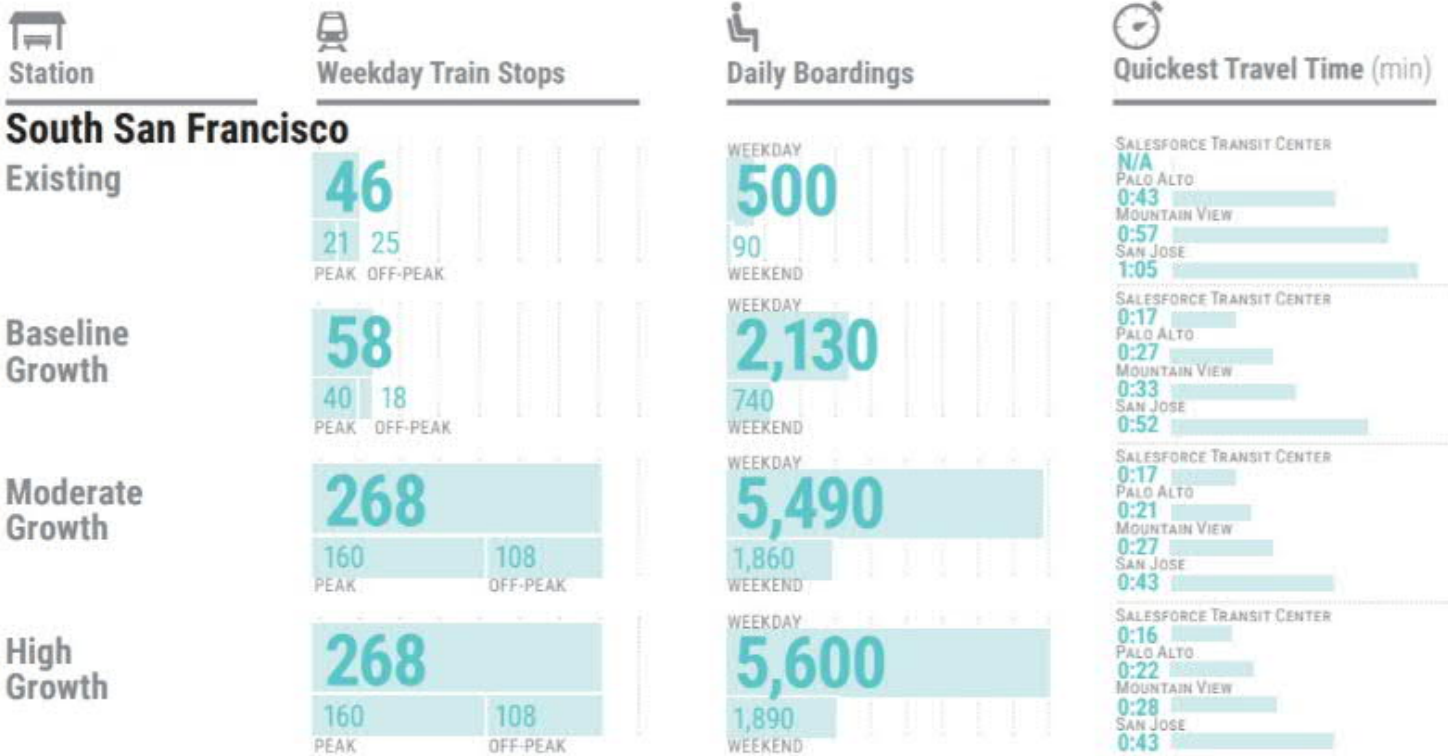 Station
Weekday Train Stops
Daily Boardings
Quickest Travel Time (min)
South San Francisco
Existing
46
21 25
PEAK OFF-PEAK
WEEKDAY
500
90
WEEKEND
SALESFORCE TRANSIT CENTER
N/A
PALO ALTO
0:43
MOUNTAIN VIEW
0:57
SAN JOSE
1:05
Baseline
Growth
58
40 18
PEAK OFF-PEAK
WEEKDAY
2,130
740
WEEKEND
SALESFORCE TRANSIT CENTER
0:17
PALO ALTO
0:27
MOUNTAIN VIEW
0:33
SAN JOSE
0:52
Moderate
Growth
268
160 108
PEAK OFF-PEAK
WEEKDAY
5,490
1,860
WEEKEND
SALESFORCE TRANSIT CENTER
0:17
PALO ALTO
0:21
MOUNTAIN VIEW
0:27
SAN JOSE
0:43
High
Growth
268
160 108
PEAK OFF-PEAK
WEEKDAY
5,600
1,890
WEEKEND
SALESFORCE TRANSIT CENTER
0:16
PALO ALTO
0:22
MOUNTAIN VIEW
0:28
SAN JOSE
0:43